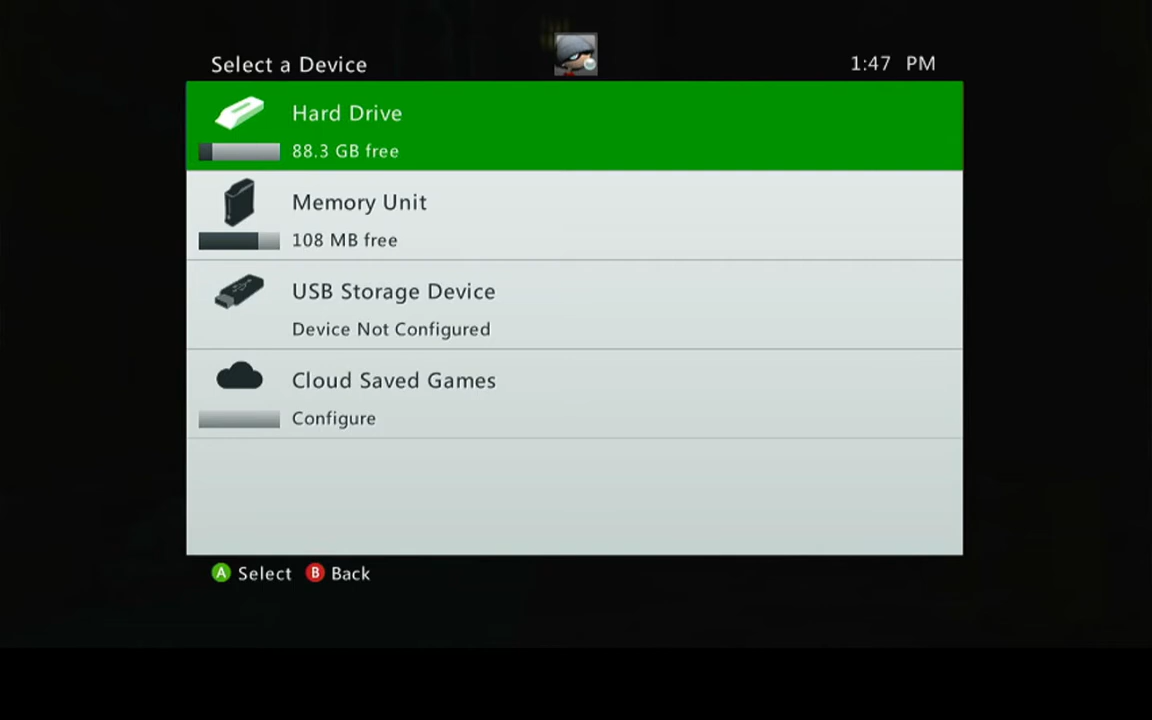 Select a Device
1:47 PM
Hard Drive
88.3 GB free
Memory Unit
108 MB free
USB Storage Device
Device Not Configured
Cloud Saved Games
Configure
A Select B Back